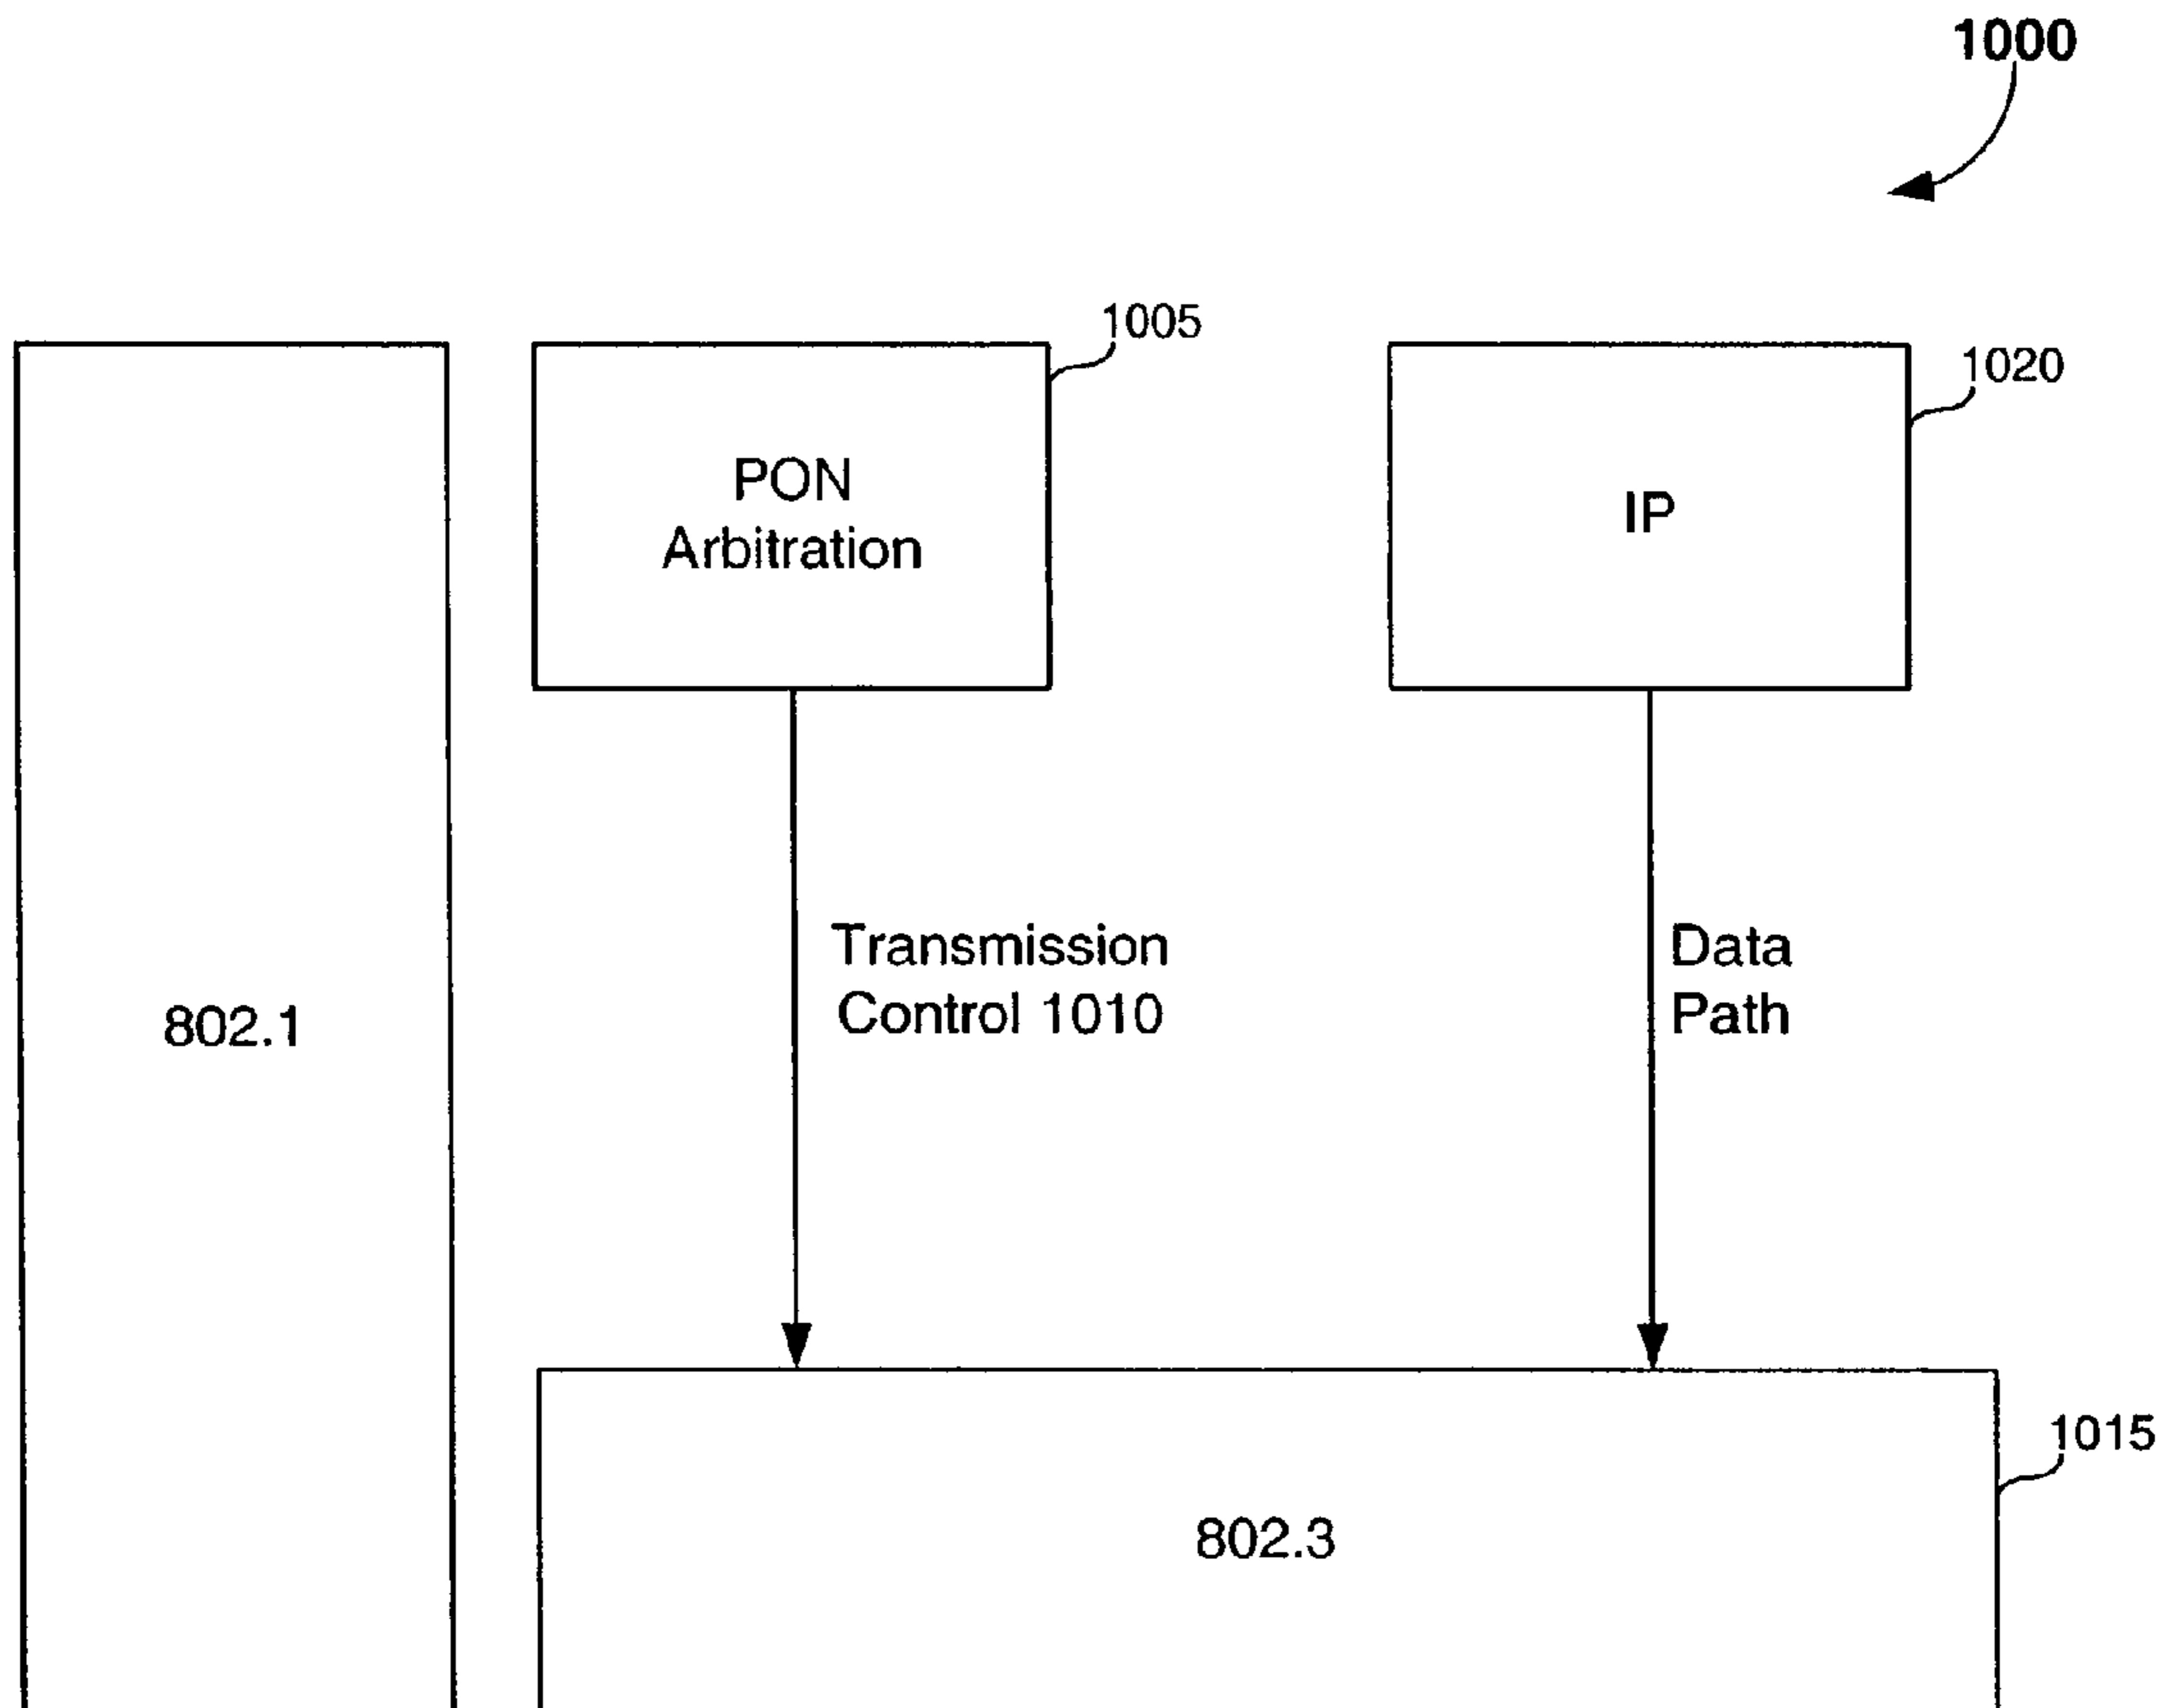 1000
1005
1020
PON
Arbitration
IP
Transmission
Control 1010
Data
Path
802.1
1015
802.3